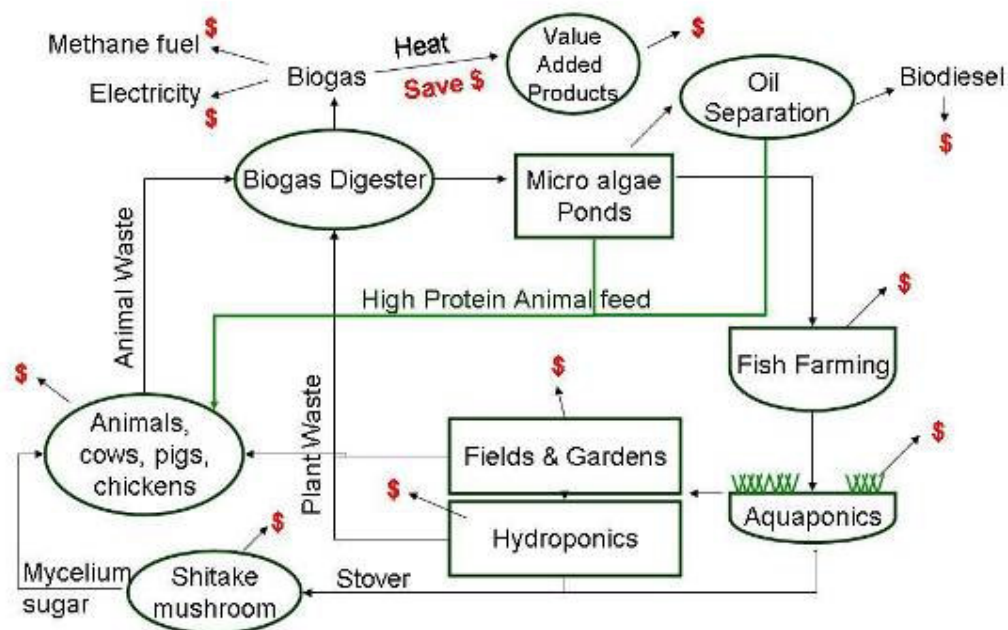 Methane fuel $
Electricity
$
Biogas
Heat
Save $
Value
Added
Products
$
Oil
Separation
Biodiesel
$
Biogas Digester
Micro algae
Ponds
Animal Waste
High Protein Animal feed
$
Fish Farming
$
Animals,
cows, pigs,
chickens
Plant Waste
$
Fields & Gardens
$
Hydroponics
$
Aquaponics
Mycelium
sugar
$
Shitake
mushroom
Stover